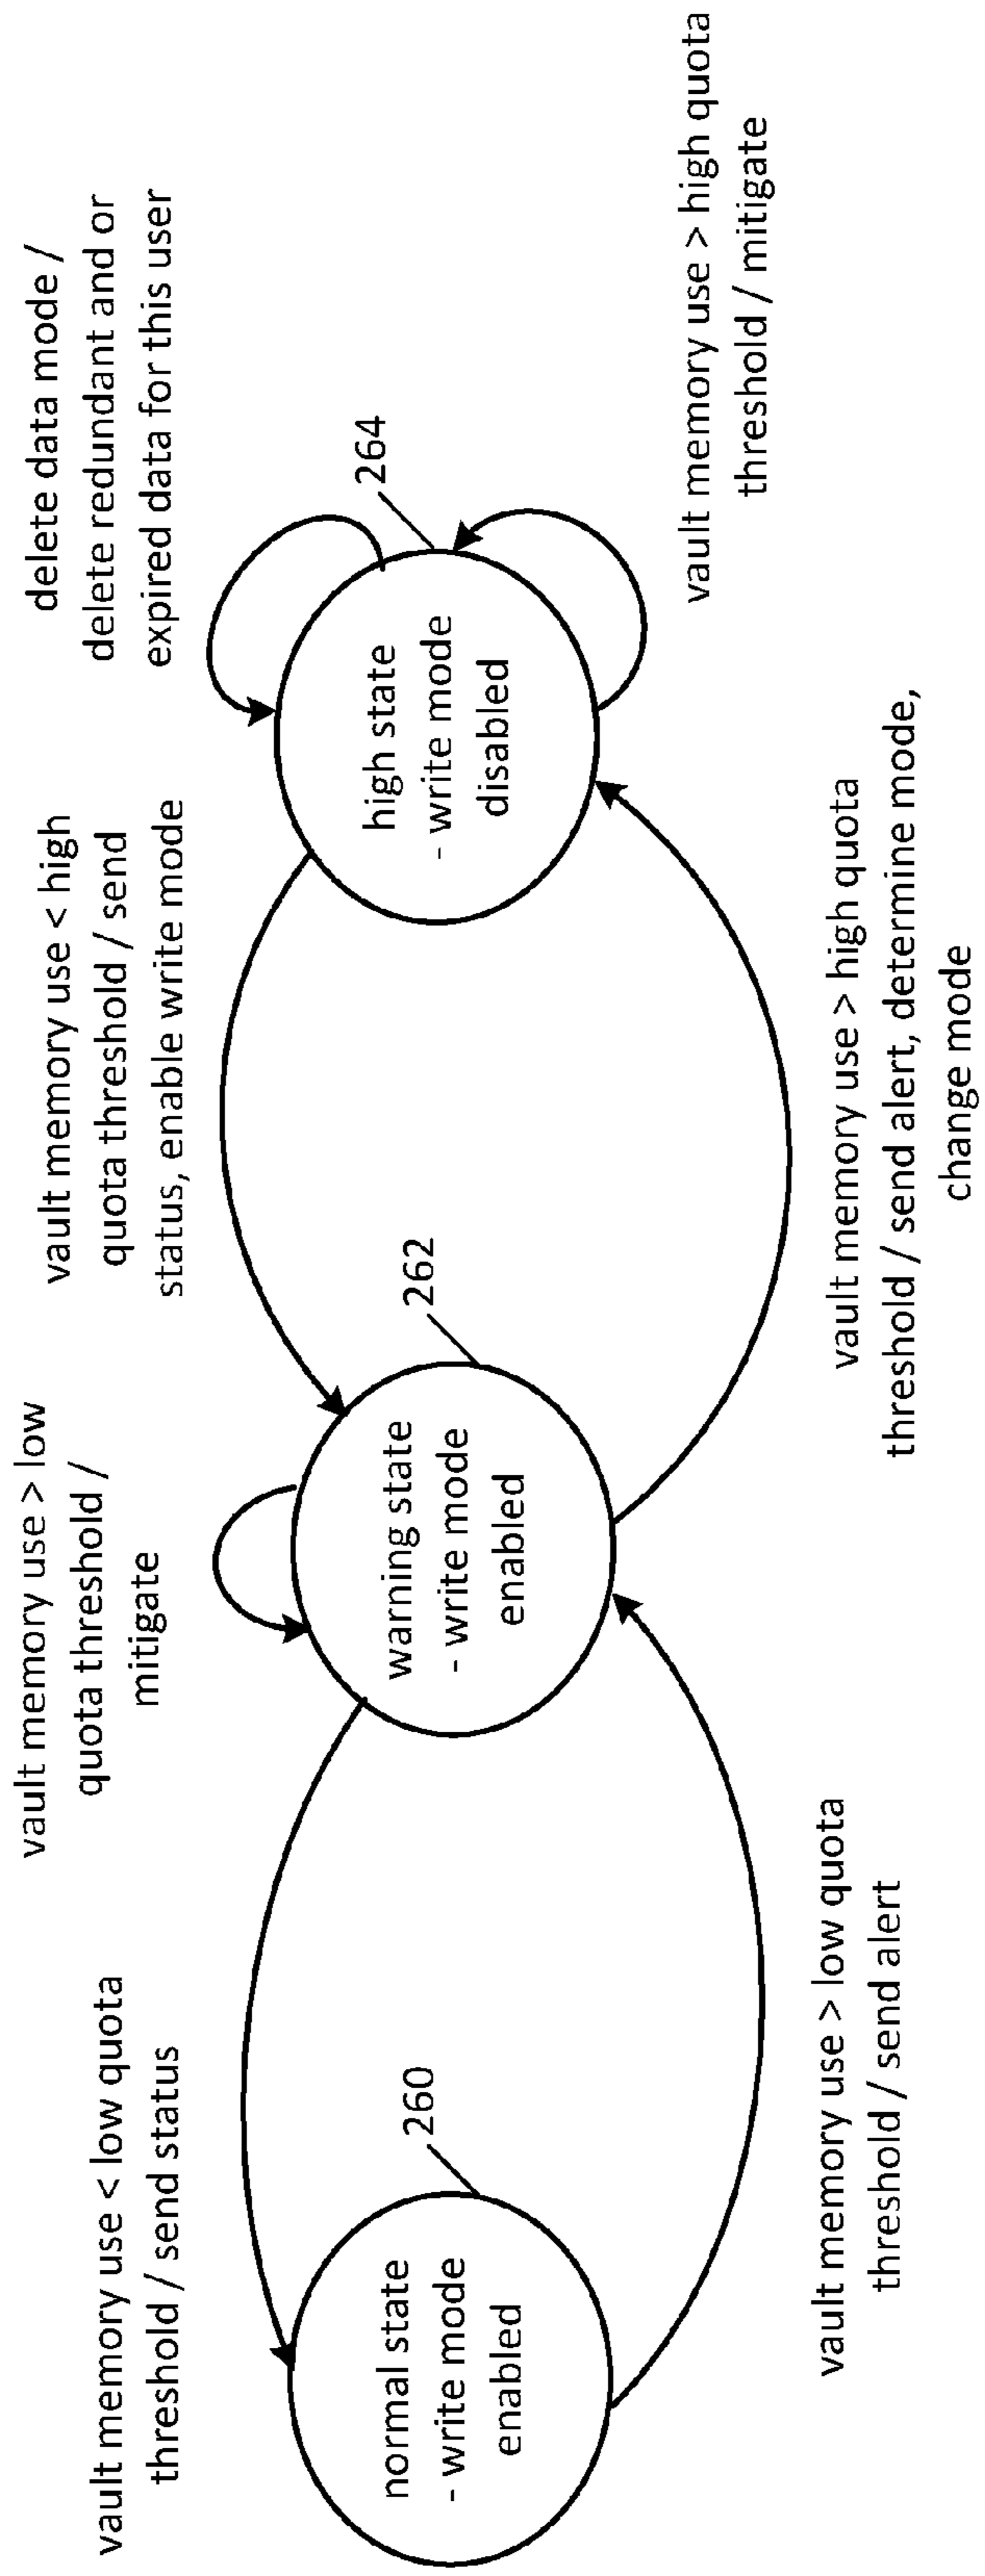 vault memory use < low quota
threshold / send status
vault memory use > low
quota threshold /
mitigate
vault memory use < high
quota threshold / send
status, enable write mode
delete data mode /
delete redundant and or
expired data for this user
260
normal state
- write mode
enabled
262
warning state
- write mode
enabled
264
high state
- write mode
disabled
vault memory use > low quota
threshold / send alert
vault memory use > high quota
threshold / send alert, determine mode,
change mode
vault memory use > high quota
threshold / mitigate